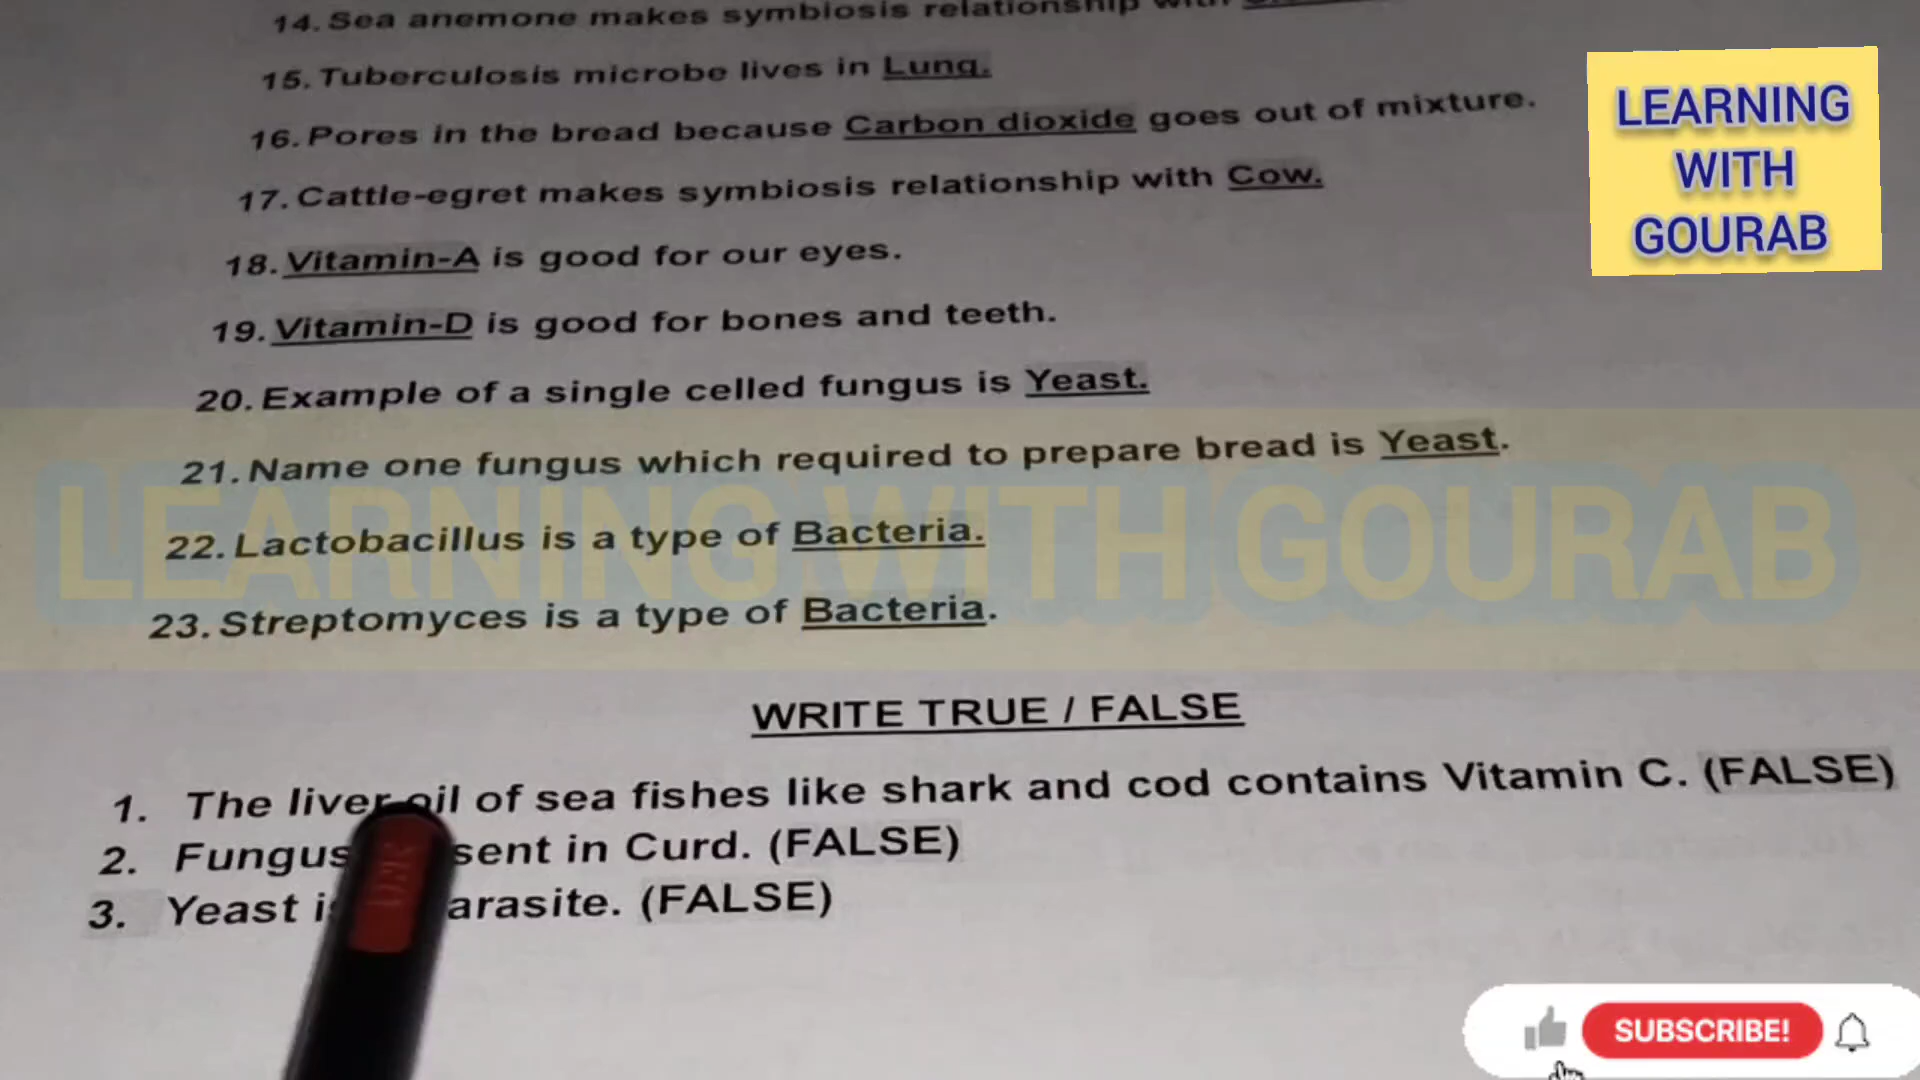 14. Sea anemone makes symbiosis relationship with
15. Tuberculosis microbe lives in Lung.
16. Pores in the bread because Carbon dioxide goes out of mixture.
17. Cattle-egret makes symbiosis relationship with Cow.
18. Vitamin-A is good for our eyes.
19. Vitamin-D is good for bones and teeth.
20. Example of a single celled fungus is Yeast.
21. Name one fungus which required to prepare bread is Yeast.
22. Lactobacillus is a type of Bacteria.
23. Streptomyces is a type of Bacteria.
WRITE TRUE / FALSE
1. The liver oil of sea fishes like shark and cod contains Vitamin C. (FALSE)
2. Fungus sent in Curd. (FALSE)
3. Yeast arasite. (FALSE)
LEARNING
WITH
GOURAB
LEARNING WITH GOURAB
SUBSCRIBE!